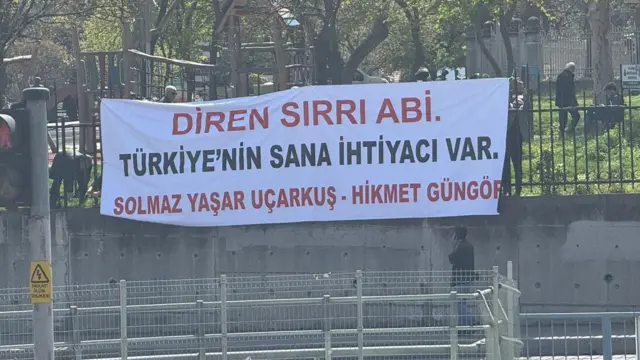 DİREN SIRRI ABİ.
TÜRKİYE'NİN SANA İHTİYACI VAR.
SOLMAZ YAŞAR UÇARKUŞ - HİKMET GÜNGÖR